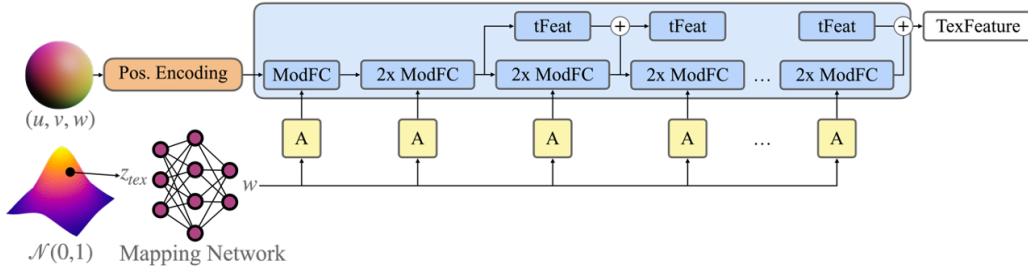 tFeat + tFeat tFeat + TexFeature
Pos. Encoding ModFC 2x ModFC 2x ModFC 2x ModFC ... 2x ModFC
(u, v, w)
A A A A ... A
z_tex w
𝒩(0,1) Mapping Network